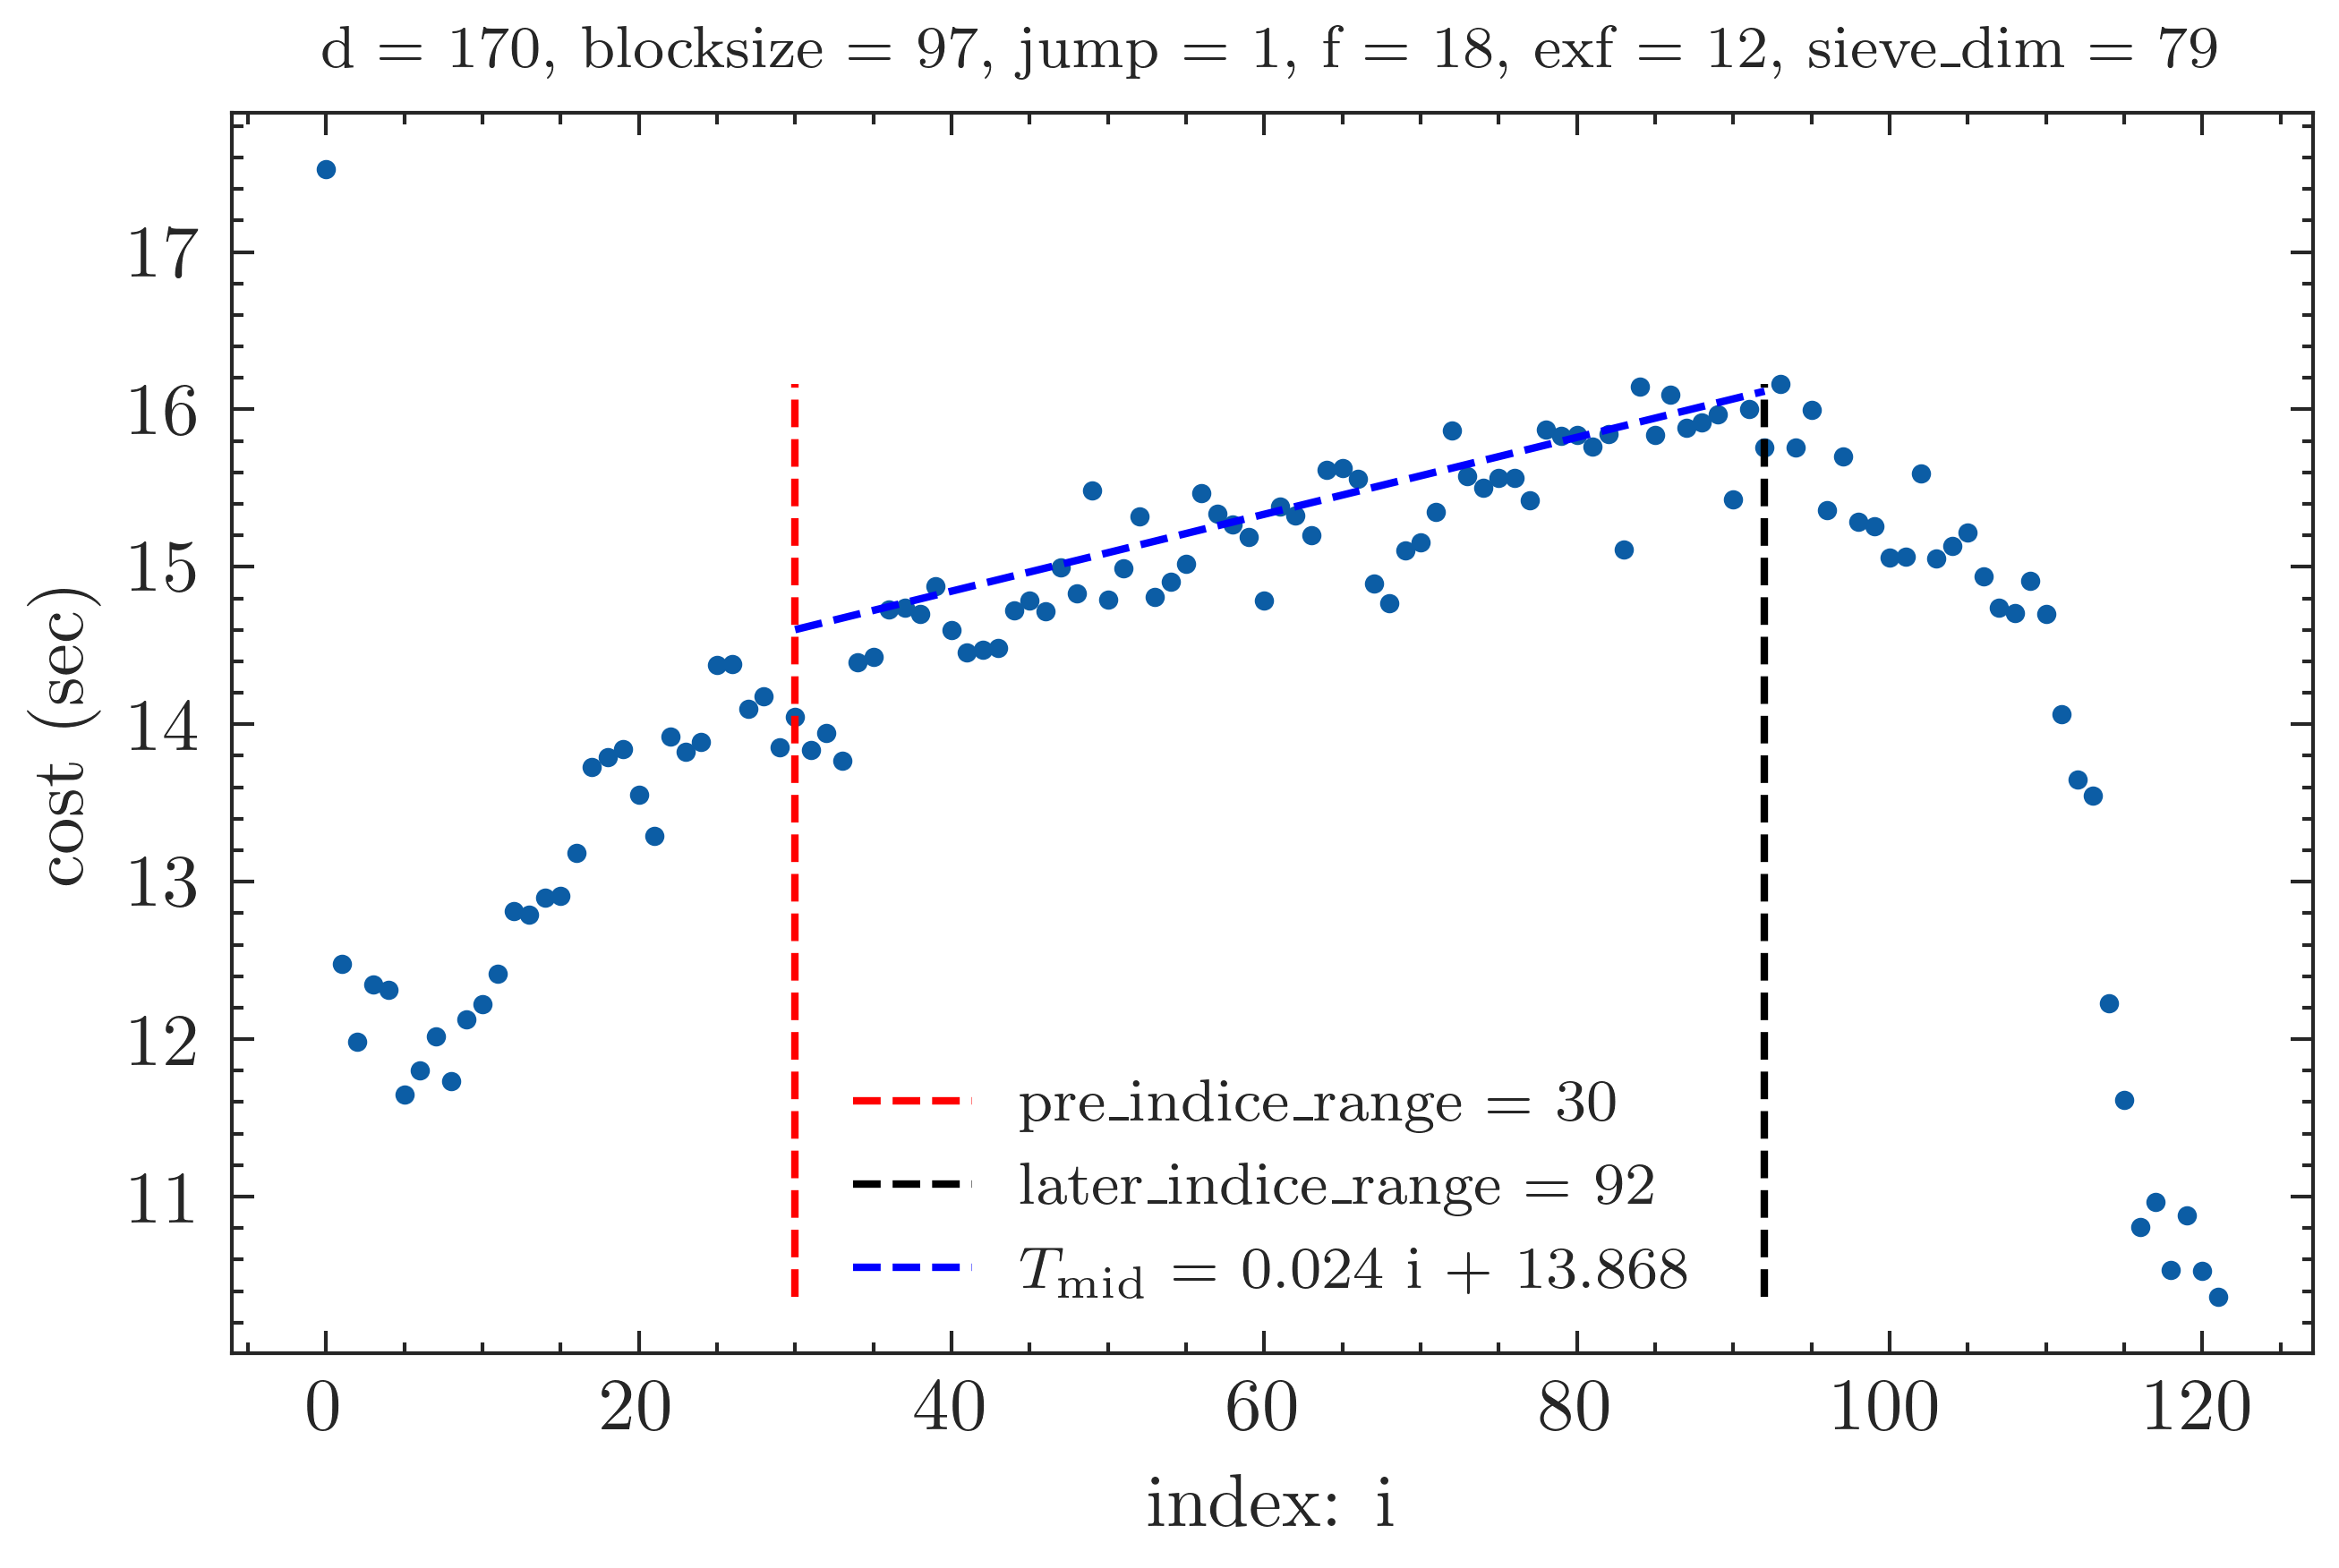 d = 170, blocksize = 97, jump = 1, f = 18, exf = 12, sieve_dim = 79
cost (sec)
17
16
15
14
13
12
11
pre_indice_range = 30
later_indice_range = 92
T_mid = 0.024 i + 13.868
0 20 40 60 80 100 120
index: i